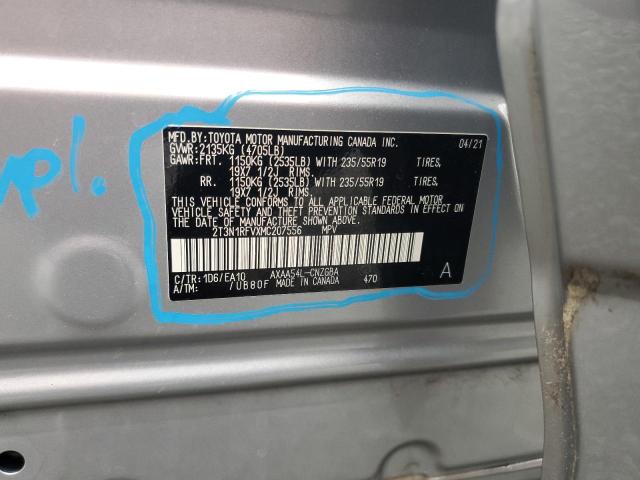 mpl.
MFD.BY:TOYOTA MOTOR MANUFACTURING CANADA INC.
GVWR:2135KG (4705LB) 04/21
GAWR:FRT. 1150KG (2535LB) WITH 235/55R19 TIRES,
19X7 1/2J RIMS.
RR. 1150KG (2535LB) WITH 235/55R19 TIRES,
19X7 1/2J RIMS.
THIS VEHICLE CONFORMS TO ALL APPLICABLE FEDERAL MOTOR
VEHICLE SAFETY AND THEFT PREVENTION STANDARDS IN EFFECT ON
THE DATE OF MANUFACTURE SHOWN ABOVE.
2T3N1RFVXMC207556 MPV
C/TR:1D6/EA10 AXAA54L-CNZGBA A
A/TM: /UB80F MADE IN CANADA 470